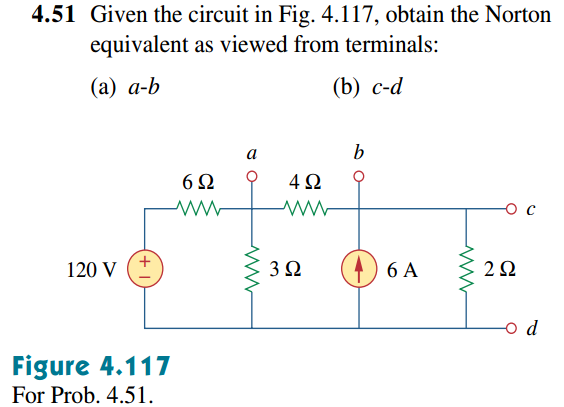 4.51 Given the circuit in Fig. 4.117, obtain the Norton
equivalent as viewed from terminals:
(a) a-b (b) c-d
a b
6 Ω 4 Ω
c
120 V + − 3 Ω 6 A 2 Ω
d
Figure 4.117
For Prob. 4.51.